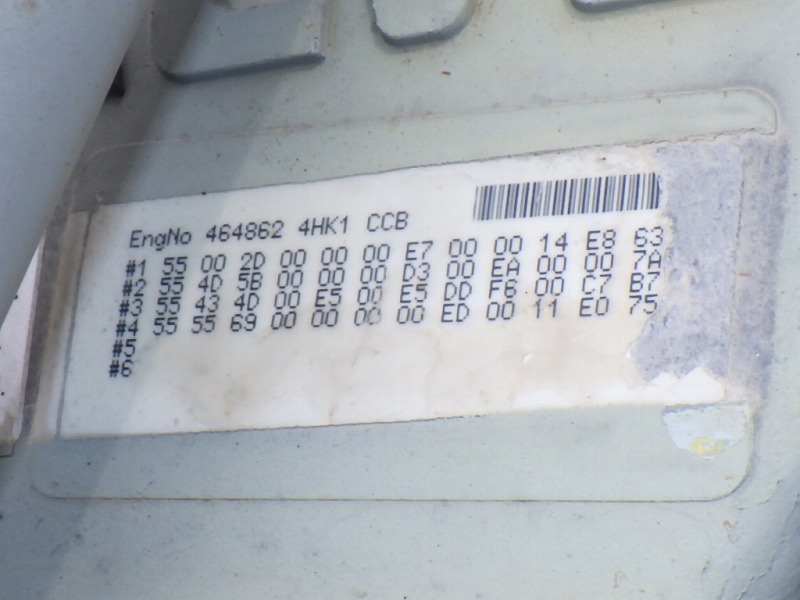 EngNo 464862 4HK1 CCB
#1 55 00 2D 00 00 00 E7 00 00 14 E8 63
#2 55 4D 5B 00 00 00 D3 00 EA 00 00 7A
#3 55 43 4D 00 E5 00 E5 DD F6 00 C7 B7
#4 55 55 69 00 00 00 00 ED 00 11 E0 75
#5
#6